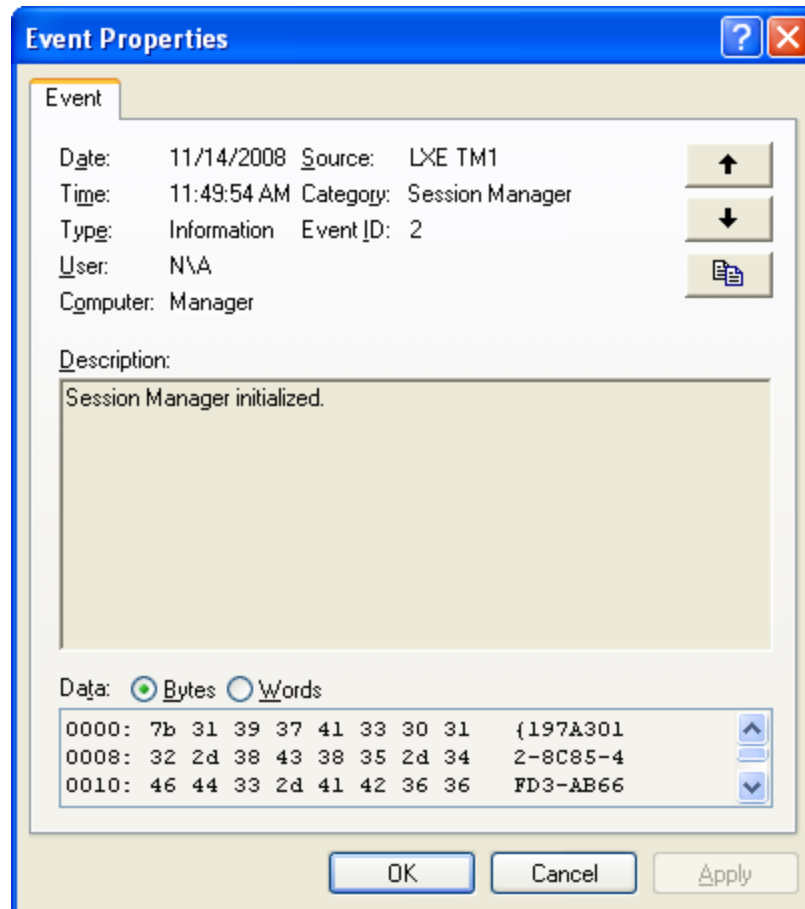 Event Properties
Event
Date: 11/14/2008 Source: LXE TM1
Time: 11:49:54 AM Category: Session Manager
Type: Information Event ID: 2
User: N\A
Computer: Manager
Description:
Session Manager initialized.
Data: Bytes Words
0000: 7b 31 39 37 41 33 30 31 {197A301
0008: 32 2d 38 43 38 35 2d 34 2-8C85-4
0010: 46 44 33 2d 41 42 36 36 FD3-AB66
OK Cancel Apply